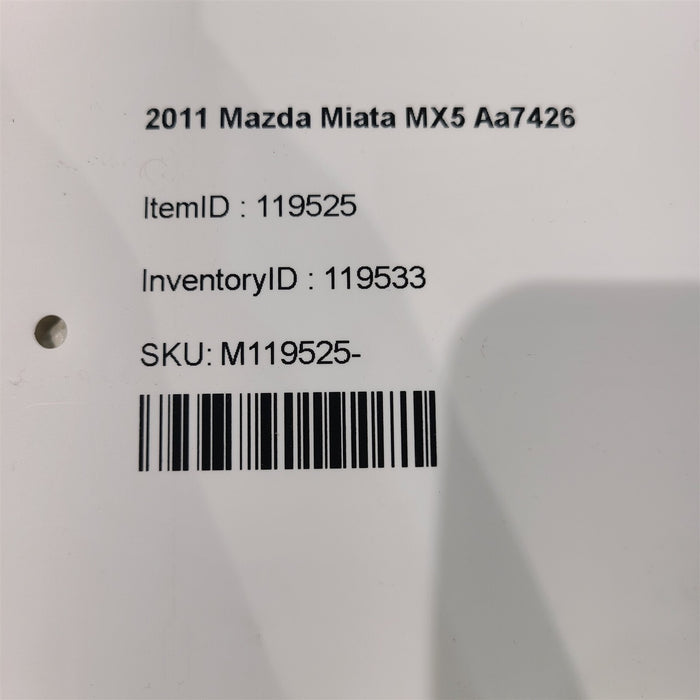 2011 Mazda Miata MX5 Aa7426
ItemID : 119525
InventoryID : 119533
SKU: M119525-